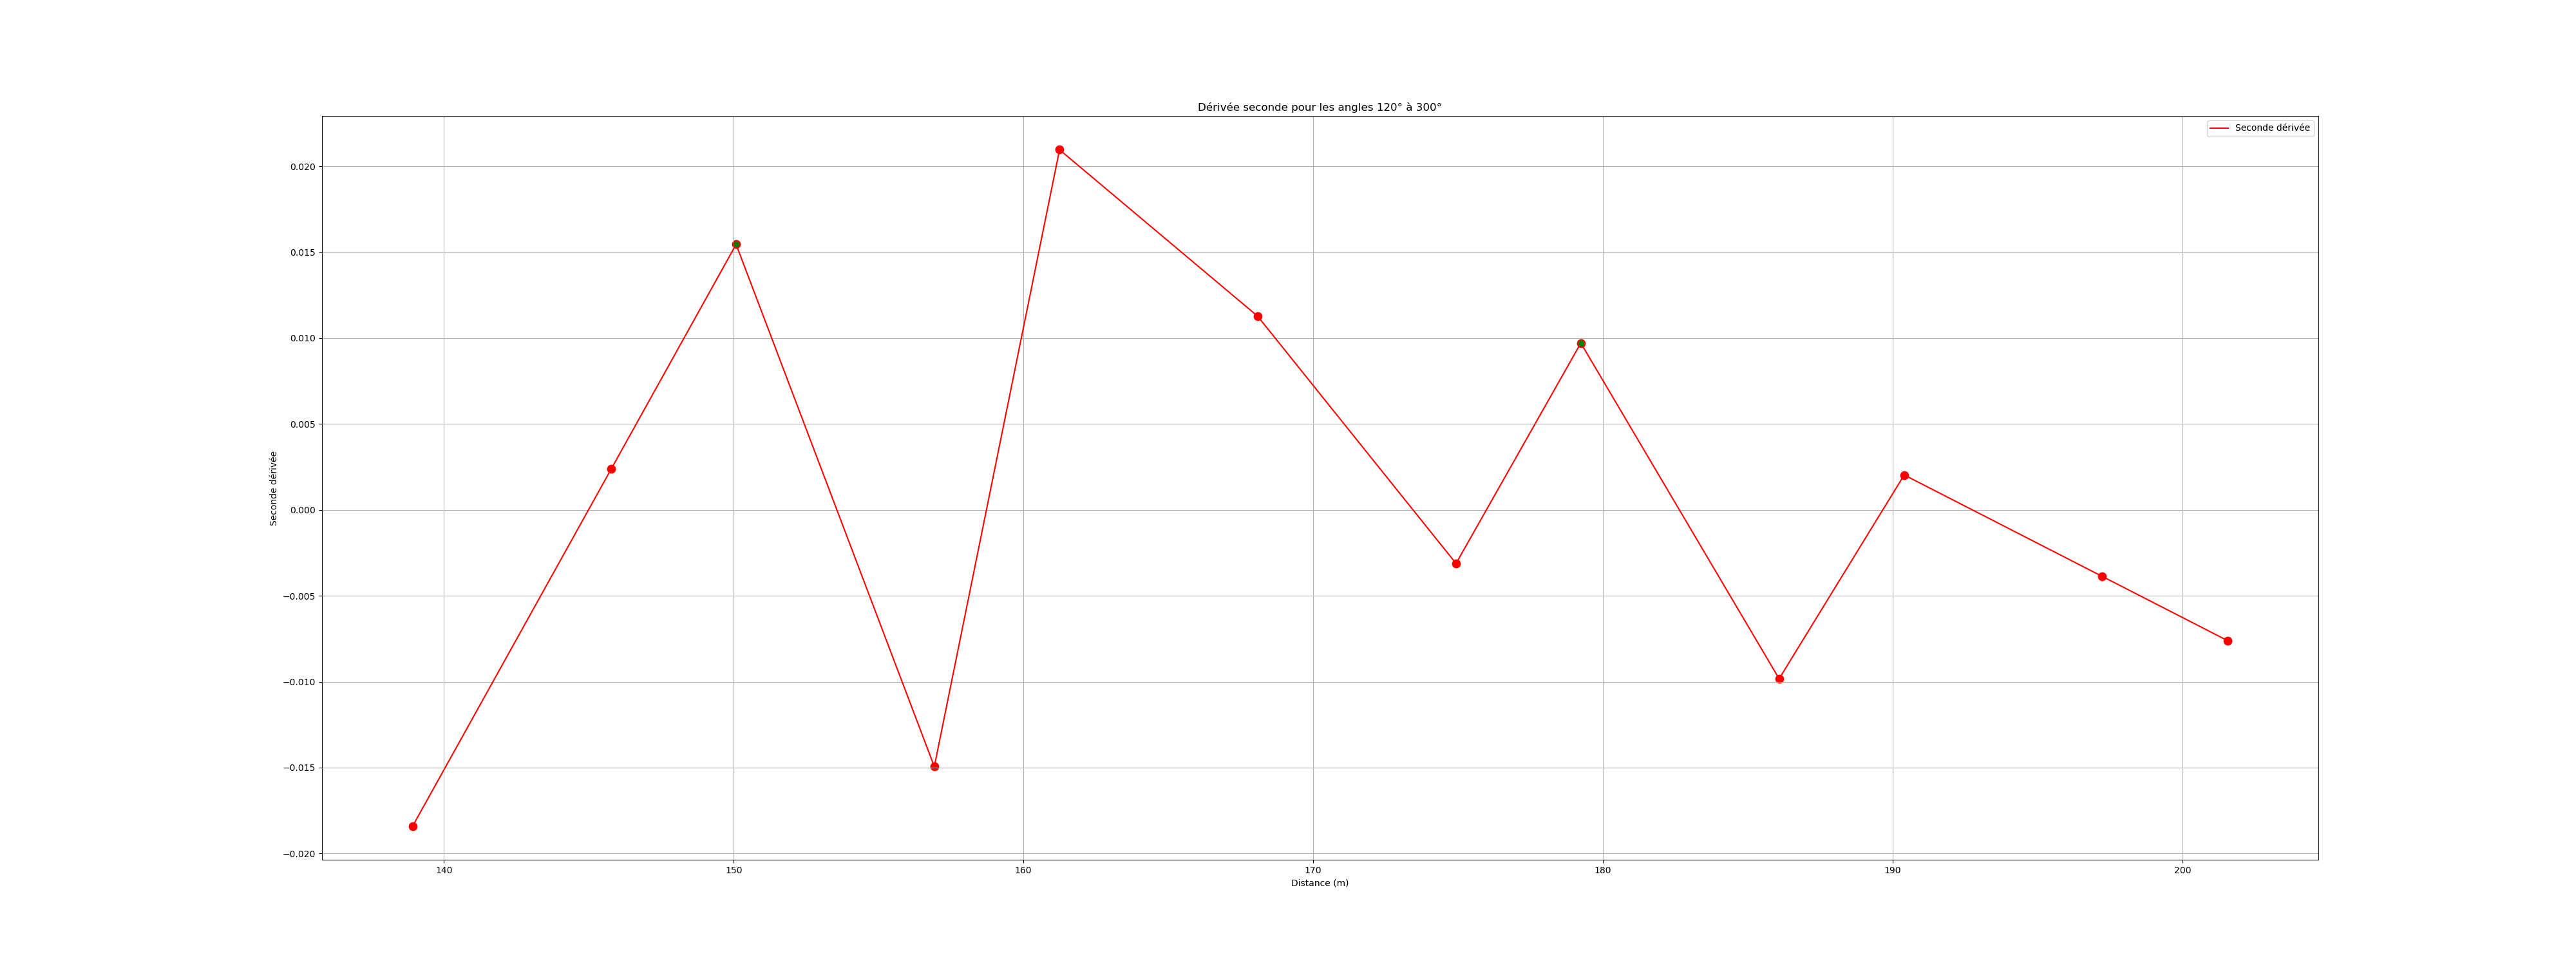 Dérivée seconde pour les angles 120° à 300°
Seconde dérivée
0.020
0.015
0.010
0.005
0.000
−0.005
−0.010
−0.015
−0.020
Seconde dérivée
140 150 160 170 180 190 200
Distance (m)